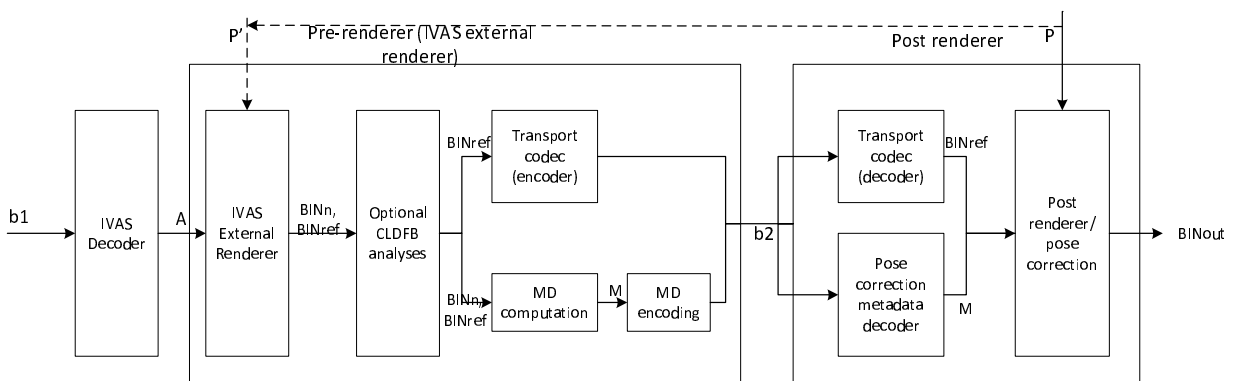 P'
Pre-renderer (IVAS external
renderer)
Post renderer
P
b1
IVAS
Decoder
A
IVAS
External
Renderer
BINn,
BINref
Optional
CLDFB
analyses
BINref
Transport
codec
(encoder)
BINn,
BINref
MD
computation
M
MD
encoding
b2
Transport
codec
(decoder)
BINref
Pose
correction
metadata
decoder
M
Post
renderer/
pose
correction
BINout